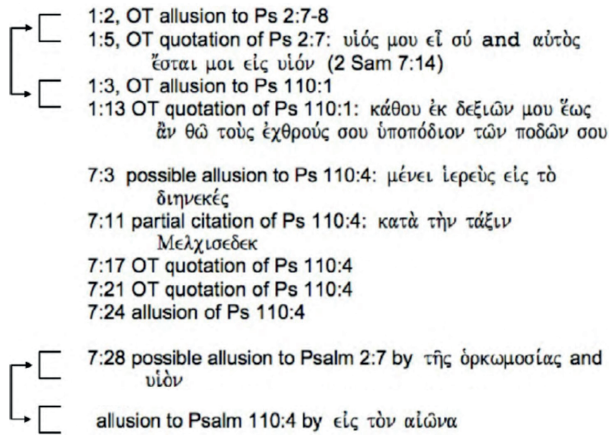 1:2, OT allusion to Ps 2:7-8
1:5, OT quotation of Ps 2:7: υἱός μου εἶ σύ and αὐτὸς
ἔσται μοι εἰς υἱόν (2 Sam 7:14)
1:3, OT allusion to Ps 110:1
1:13 OT quotation of Ps 110:1: κάθου ἐκ δεξιῶν μου ἕως
ἂν θῶ τοὺς ἐχθρούς σου ὑποπόδιον τῶν ποδῶν σου
7:3 possible allusion to Ps 110:4: μένει ἱερεὺς εἰς τὸ
διηνεκές
7:11 partial citation of Ps 110:4: κατὰ τὴν τάξιν
Μελχισεδεκ
7:17 OT quotation of Ps 110:4
7:21 OT quotation of Ps 110:4
7:24 allusion of Ps 110:4
7:28 possible allusion to Psalm 2:7 by τῆς ὁρκωμοσίας and
υἱὸν
allusion to Psalm 110:4 by εἰς τὸν αἰῶνα